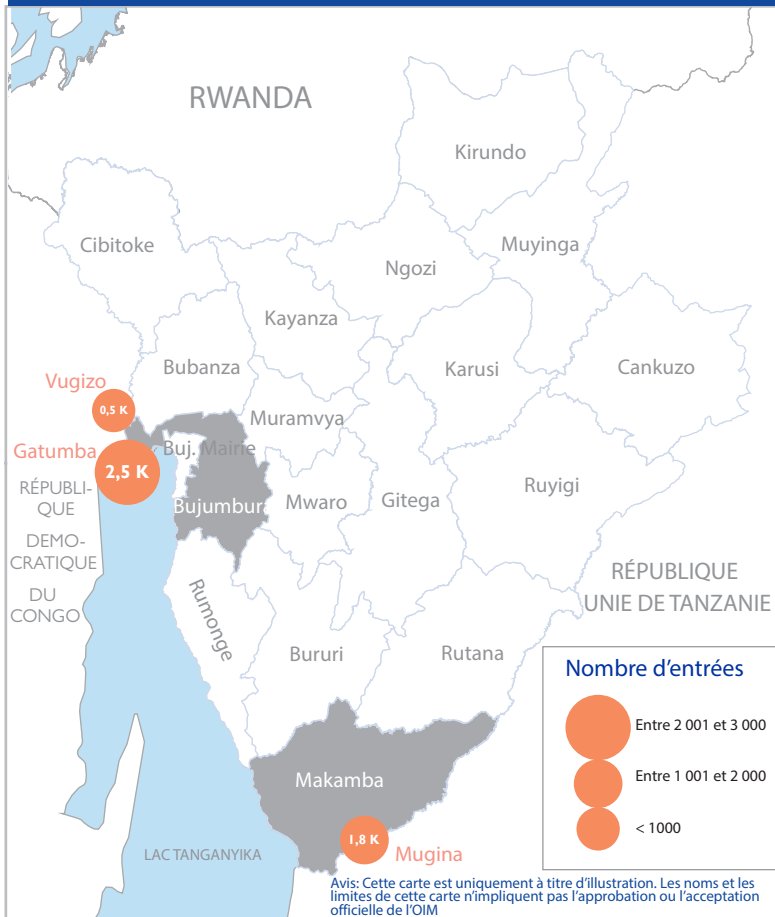 RWANDA
Kirundo
Cibitoke
Muyinga
Ngozi
Kayanza
Bubanza
Karusi
Cankuzo
Vugizo
0,5 K
Muramvya
Gatumba
Buj. Mairie
2,5 K
RÉPUBLI-
QUE
DEMO-
CRATIQUE
DU
CONGO
Bujumbura
Mwaro
Gitega
Ruyigi
RÉPUBLIQUE
UNIE DE TANZANIE
Rumonge
Bururi
Rutana
Nombre d'entrées
Entre 2 001 et 3 000
Entre 1 001 et 2 000
< 1000
Makamba
1,8 K
Mugina
LAC TANGANYIKA
Avis: Cette carte est uniquement à titre d'illustration. Les noms et les
limites de cette carte n'impliquent pas l'approbation ou l'acceptation
officielle de l'OIM